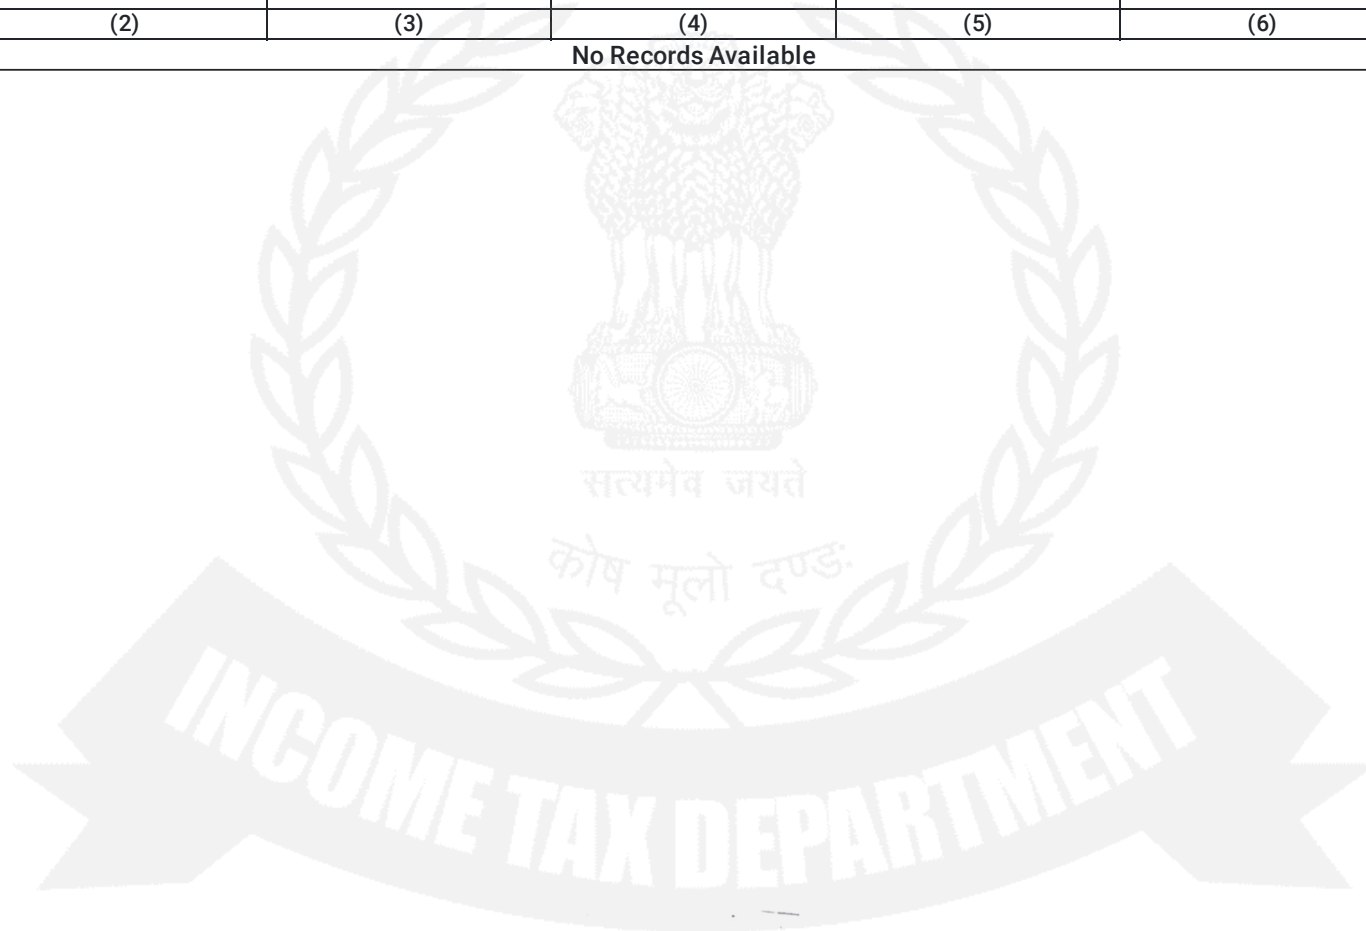 (2) (3) (4) (5) (6)
No Records Available
सत्यमेव जयते
कोष मूलो दण्डः
INCOME TAX DEPARTMENT